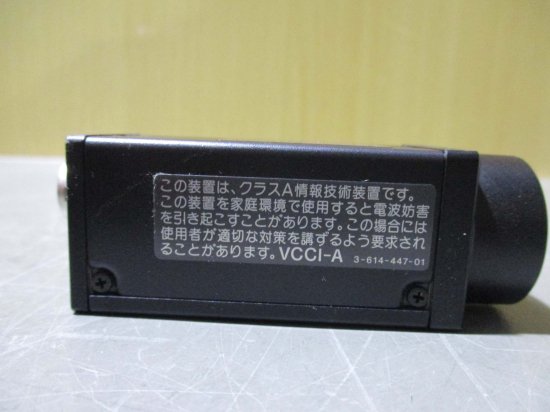 この装置は、クラスA情報技術装置です。
この装置を家庭環境で使用すると電波妨害
を引き起こすことがあります。この場合には
使用者が適切な対策を講ずるよう要求され
ることがあります。VCCI-A 3-614-447-01